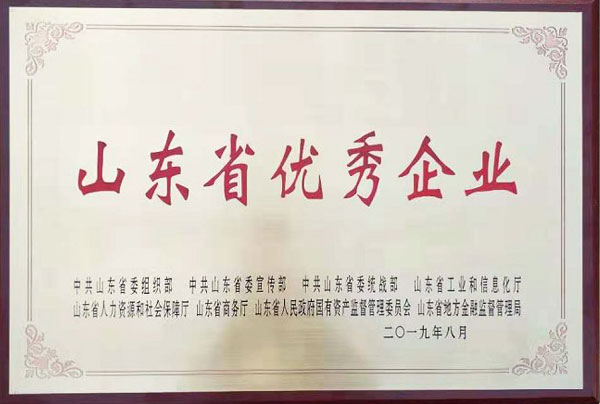 山东省优秀企业
中共山东省委组织部 中共山东省委宣传部 中共山东省委统战部 山东省工业和信息化厅
山东省人力资源和社会保障厅 山东省商务厅 山东省人民政府国有资产监督管理委员会 山东省地方金融监督管理局
二〇一九年八月